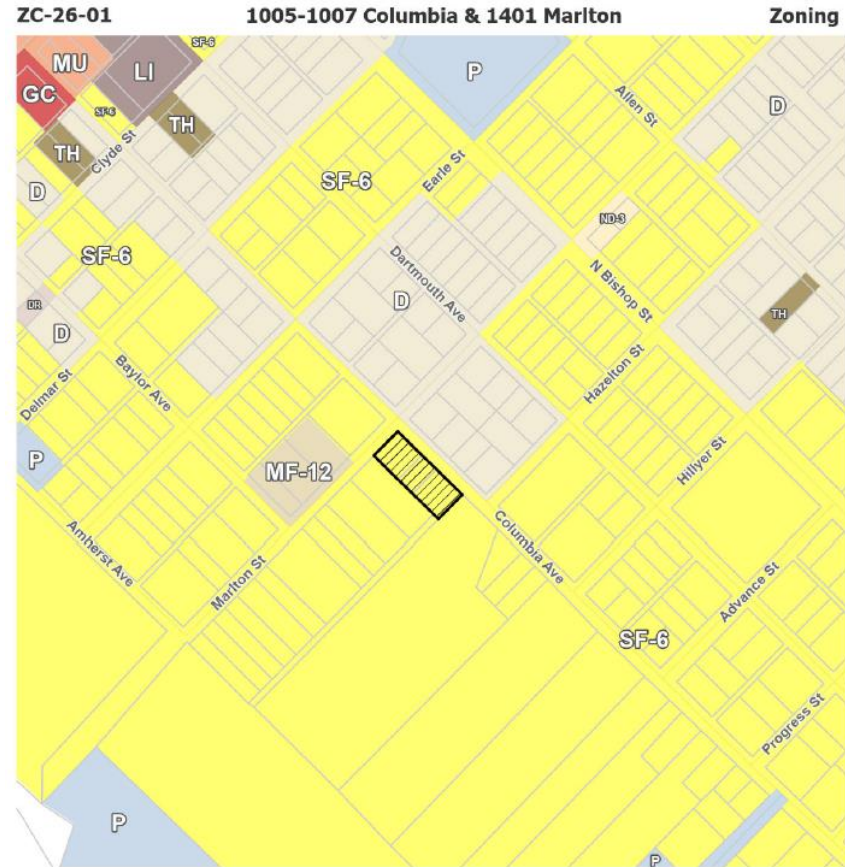 ZC-26-01
1005-1007 Columbia & 1401 Marlton
Zoning
SF-6
MU
LI
P
GC
Allen St
D
SF-6
TH
TH
Clyde St
Earle St
SF-6
D
ND-3
SF-6
Dartmouth Ave
N Bishop St
DR
D
TH
D
Baylor Ave
Hazelton St
Delmar St
P
MF-12
Hillyer St
Columbia Ave
Amherst Ave
Marlton St
Advance St
SF-6
Progress St
P
P